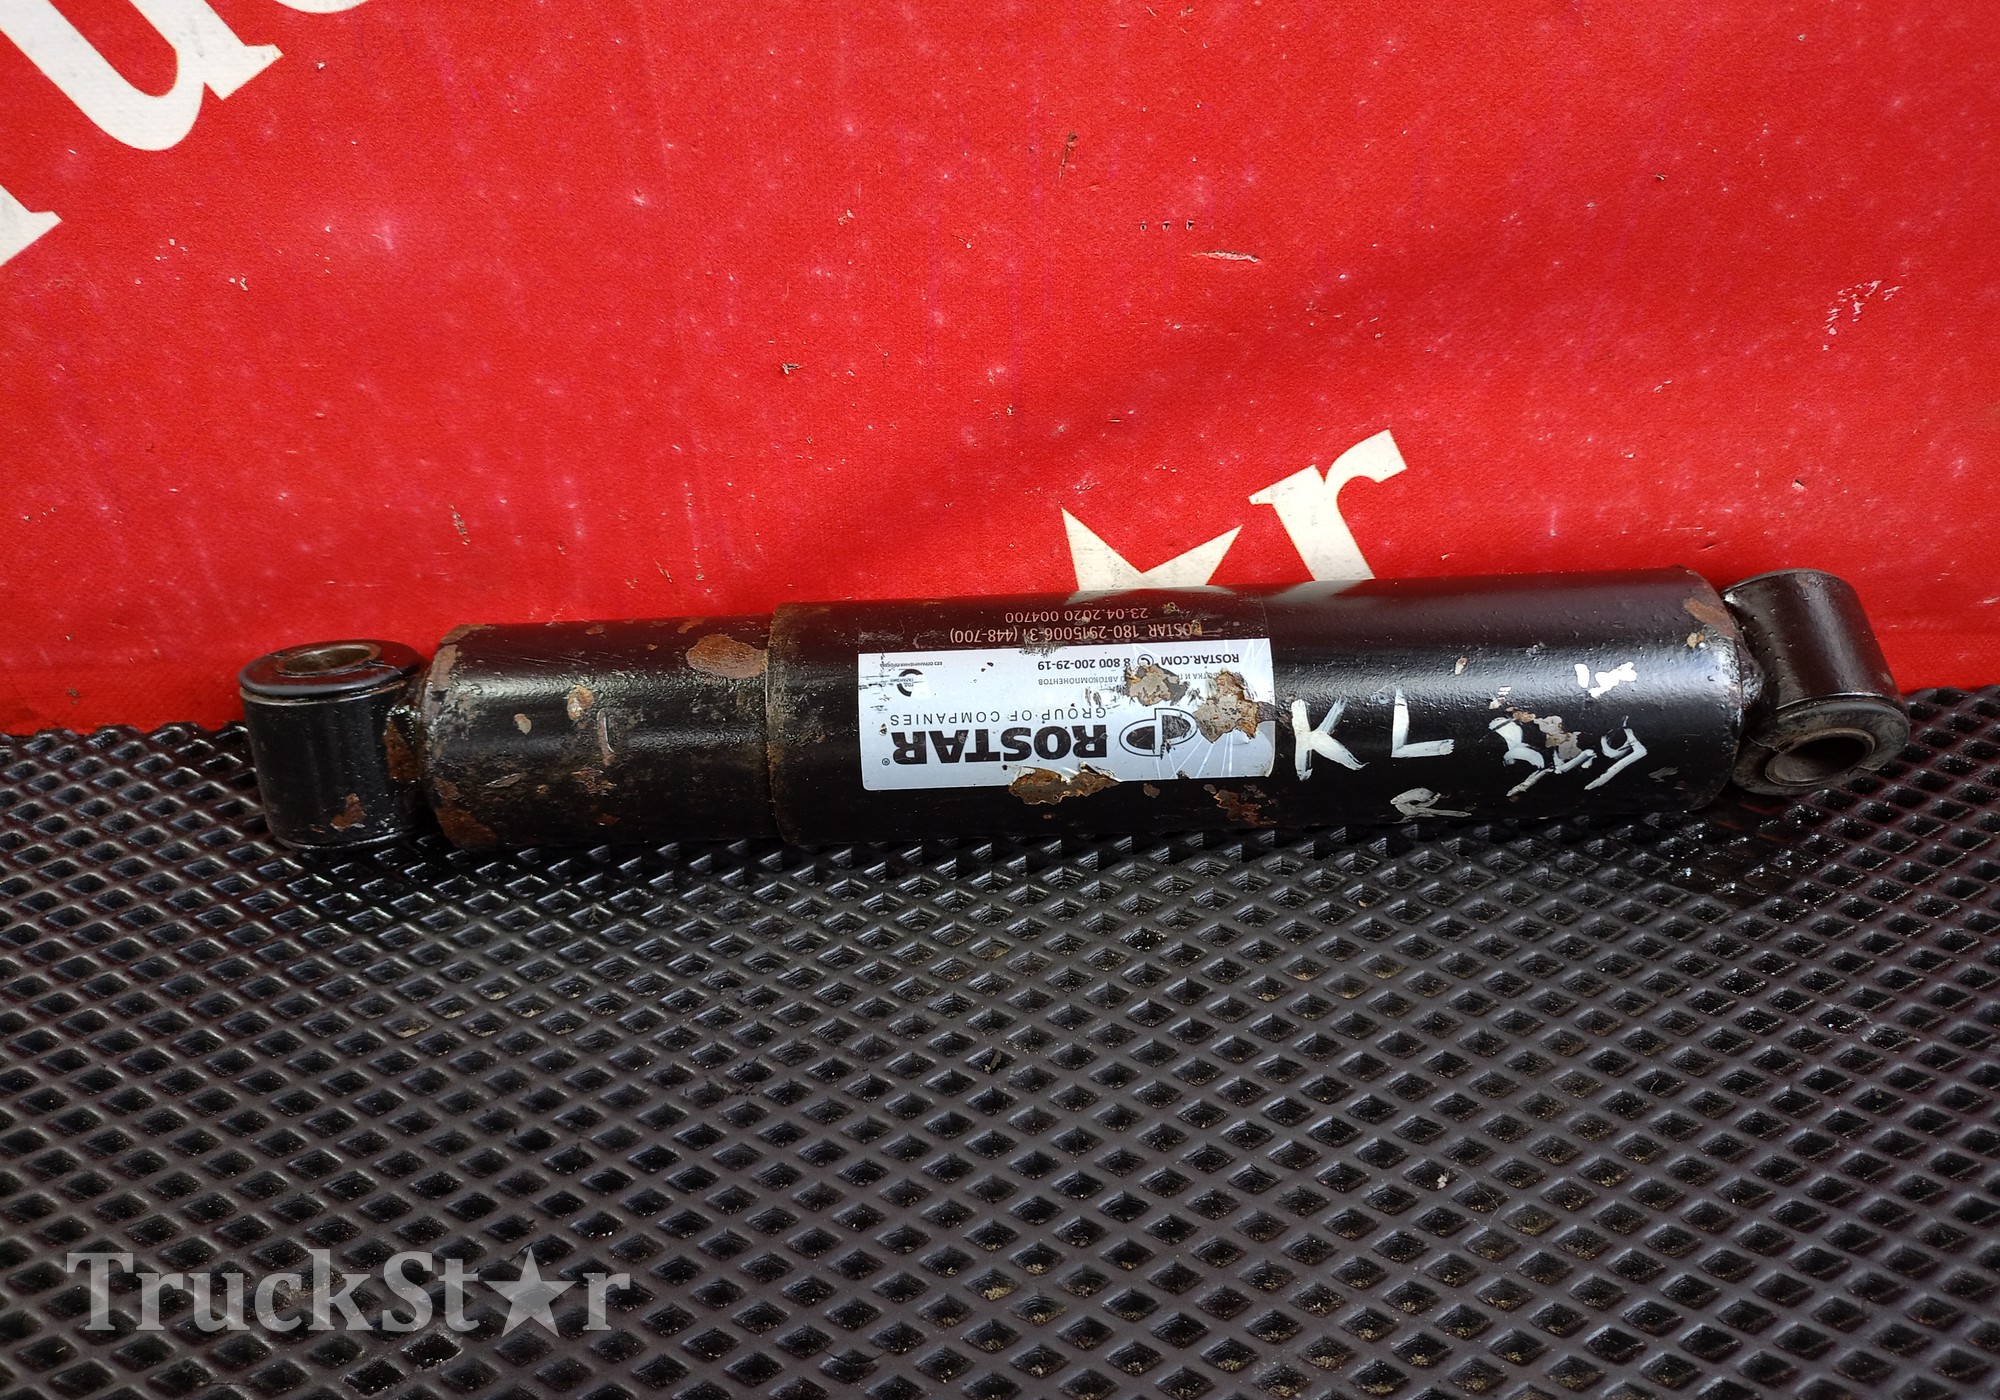 ROSTAR®
GROUP OF COMPANIES
АВТОКОМПОНЕНТОВ
ROSTAR.COM 8 800 200-29-19
ROSTAR 180-2915006-3 (448-700)
23.04.2020 004700
K L
TruckSt★r